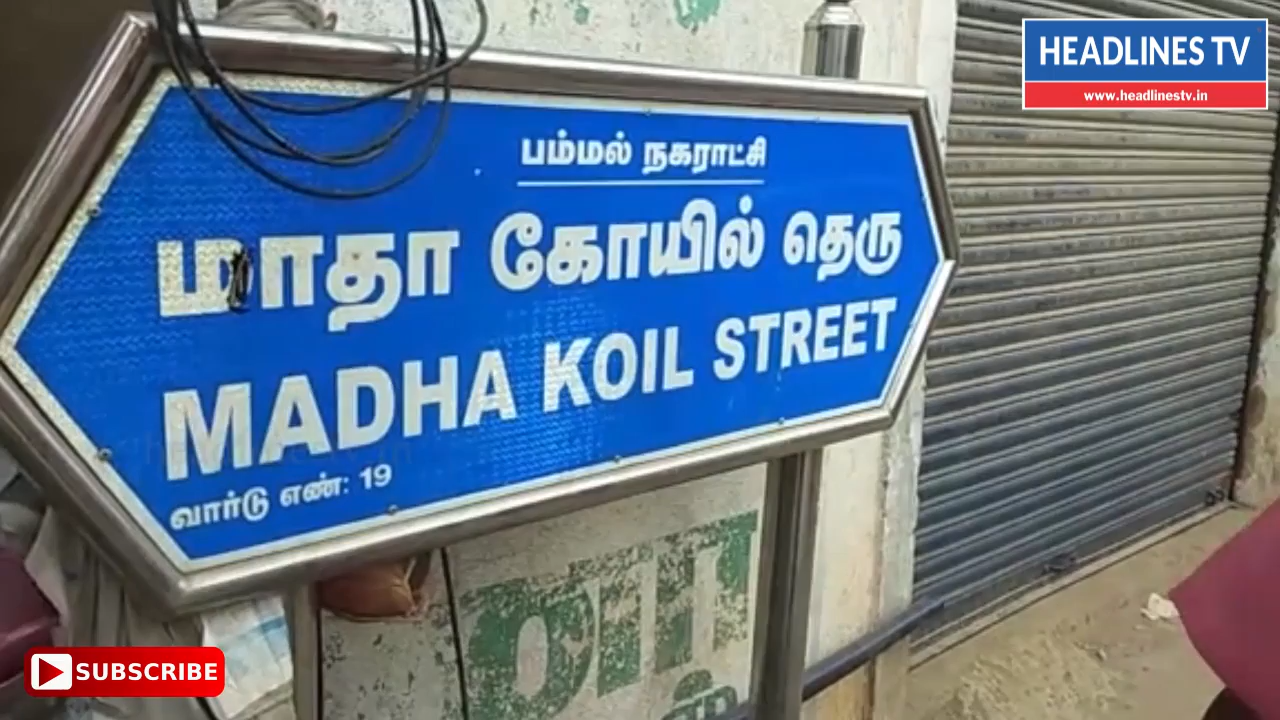 HEADLINES TV
www.headlinestv.in
பம்மல் நகராட்சி
மாதா கோயில் தெரு
MADHA KOIL STREET
வார்டு எண்: 19
SUBSCRIBE